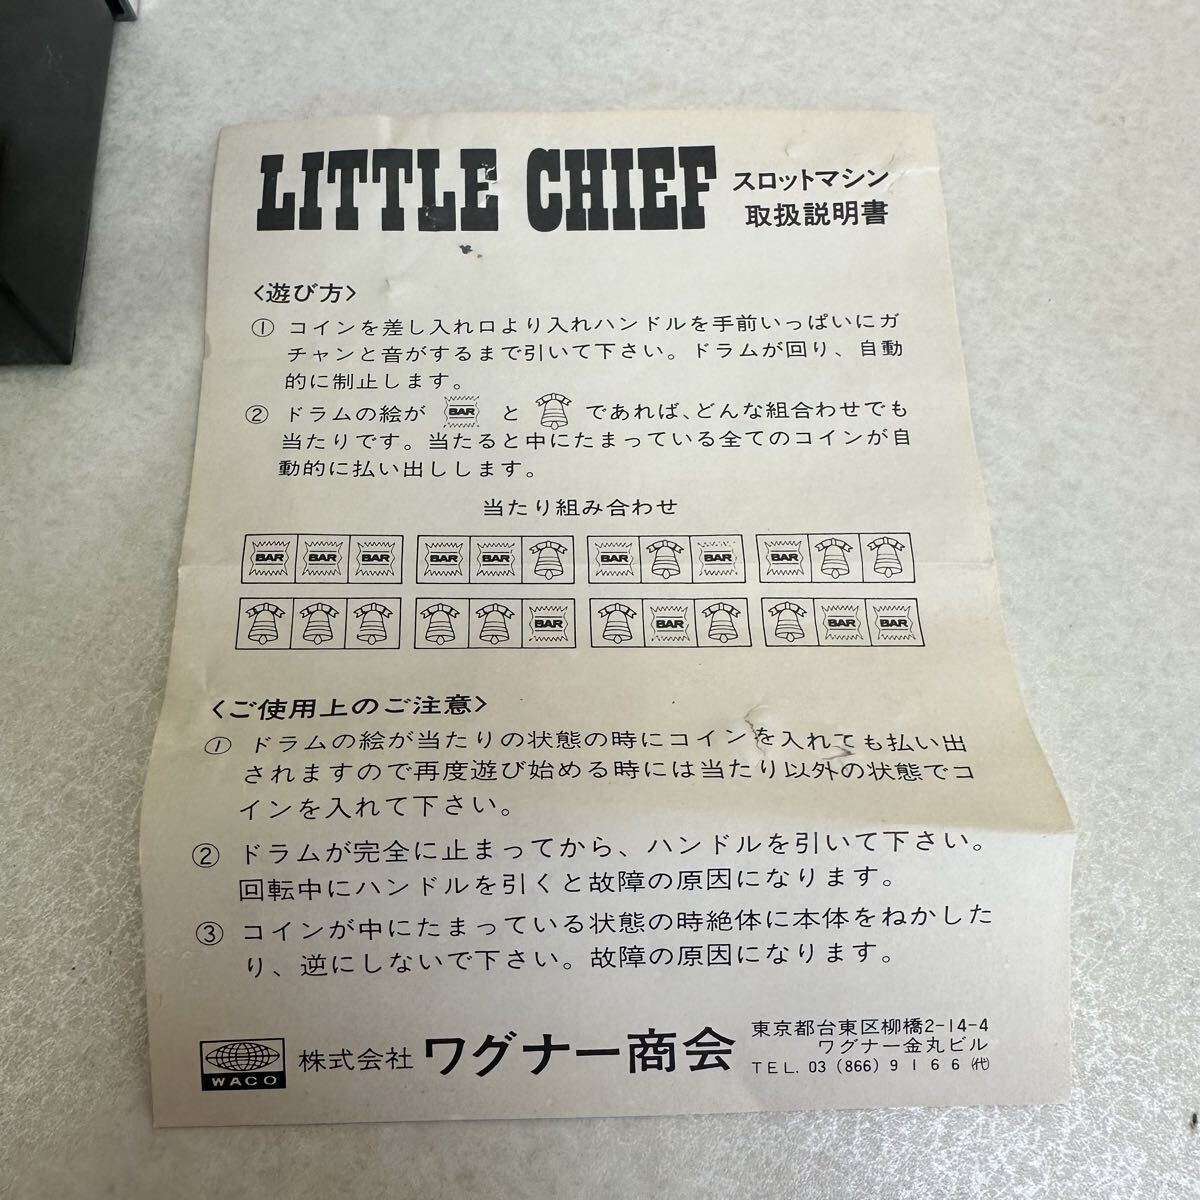 LITTLE CHIEF スロットマシン
取扱説明書
〈遊び方〉
① コインを差し入れ口より入れハンドルを手前いっぱいにガ
チャンと音がするまで引いて下さい。ドラムが回り、自動
的に制止します。
② ドラムの絵が BAR と であれば、どんな組合わせでも
当たりです。当たると中にたまっている全てのコインが自
動的に払い出しします。
当たり組み合わせ
BAR BAR BAR BAR BAR BAR BAR BAR
BAR BAR BAR BAR
〈ご使用上のご注意〉
① ドラムの絵が当たりの状態の時にコインを入れても払い出
されますので再度遊び始める時には当たり以外の状態でコ
インを入れて下さい。
② ドラムが完全に止まってから、ハンドルを引いて下さい。
回転中にハンドルを引くと故障の原因になります。
③ コインが中にたまっている状態の時絶体に本体をねかした
り、逆にしないで下さい。故障の原因になります。
WACO
株式会社 ワグナー商会
東京都台東区柳橋2-14-4
ワグナー金丸ビル
TEL. 03 (866) 9166 ㈹